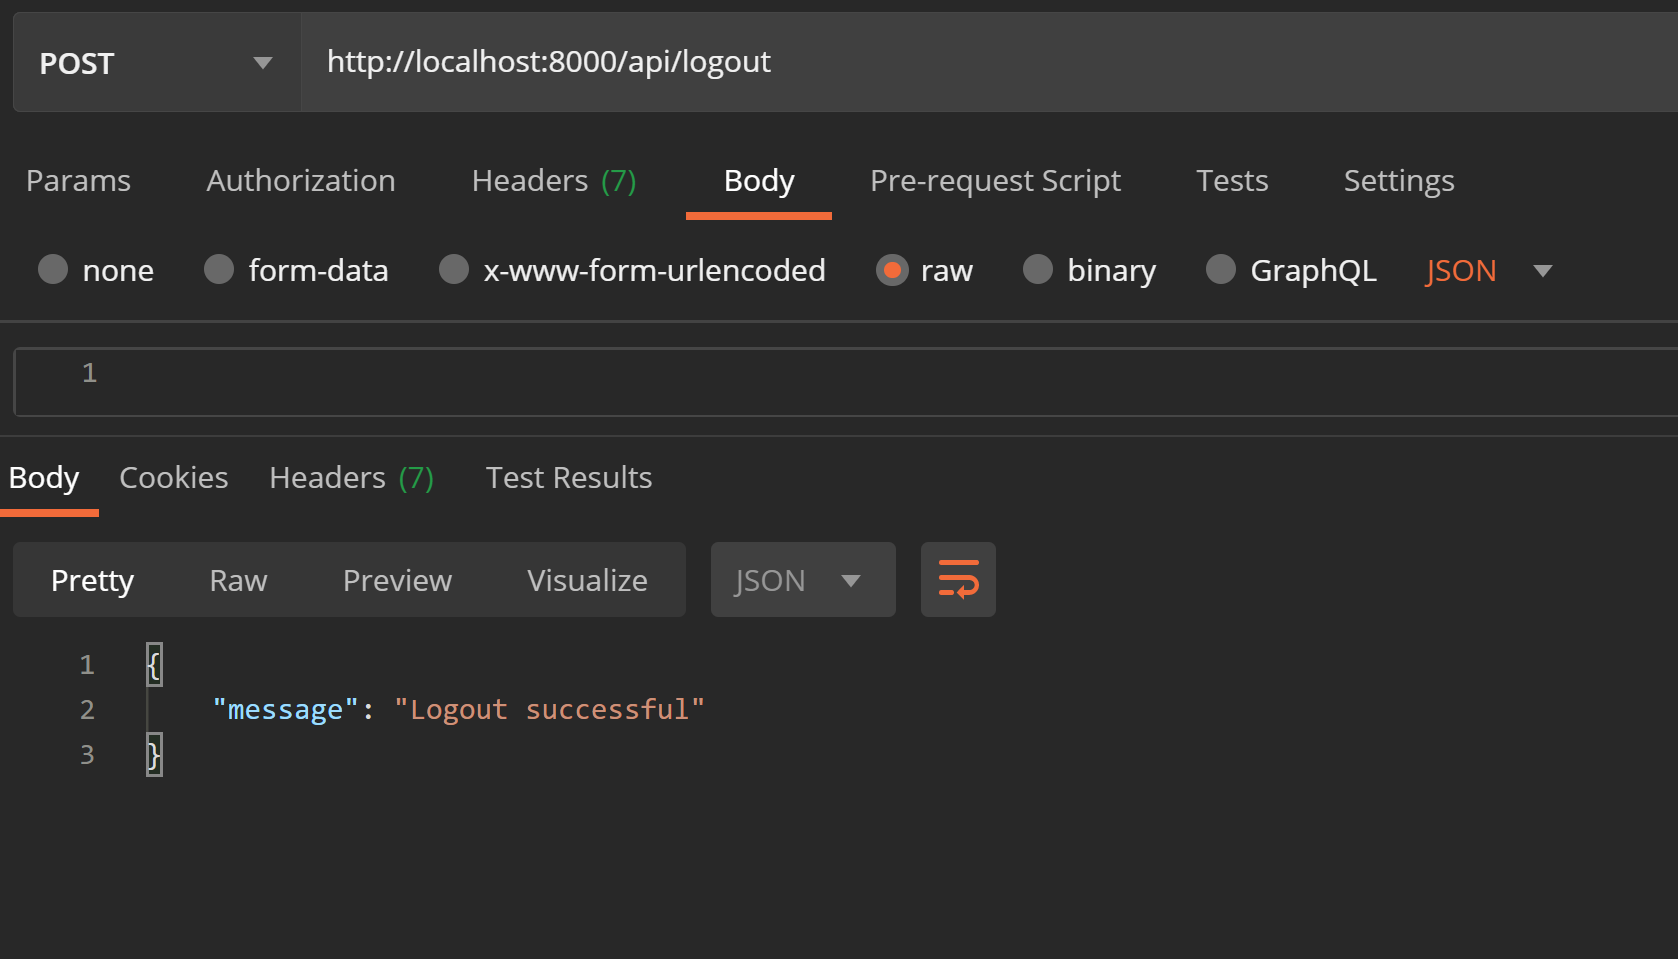 POST http://localhost:8000/api/logout
Params Authorization Headers (7) Body Pre-request Script Tests Settings
none form-data x-www-form-urlencoded raw binary GraphQL JSON
1
Body Cookies Headers (7) Test Results
Pretty Raw Preview Visualize JSON
1 {
2 "message": "Logout successful"
3 }